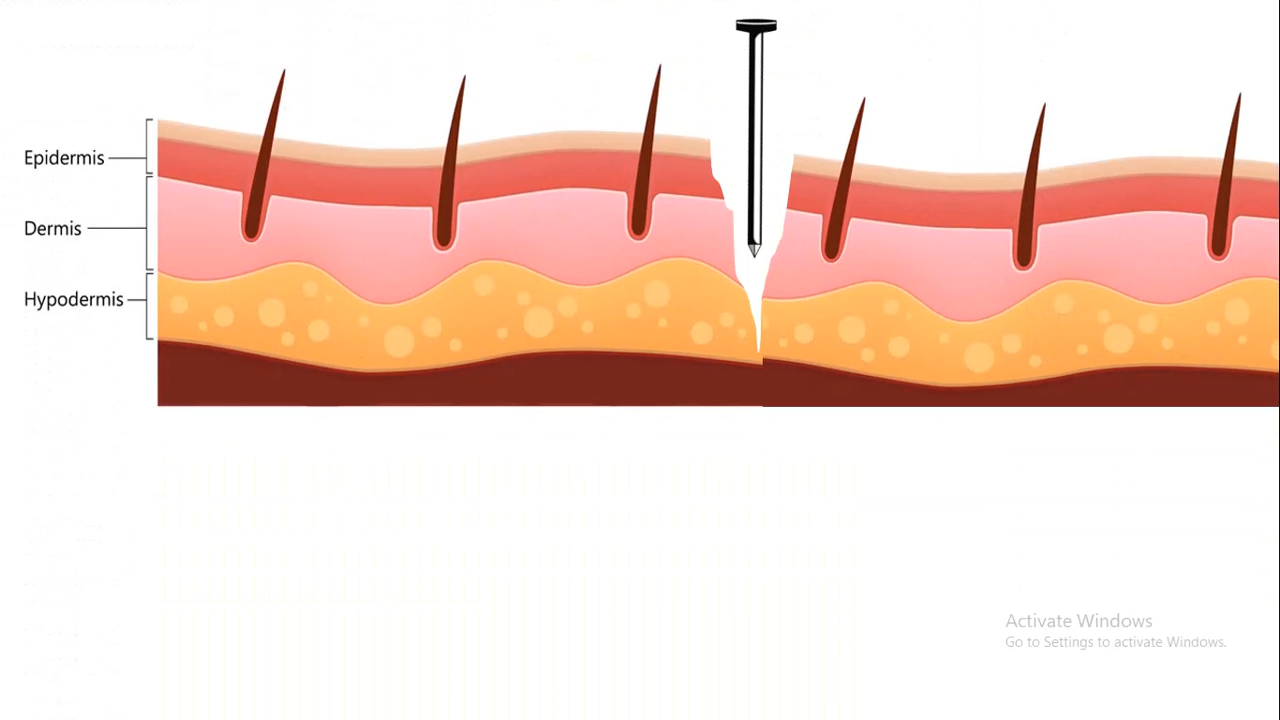 Epidermis
Dermis
Hypodermis
Activate Windows
Go to Settings to activate Windows.